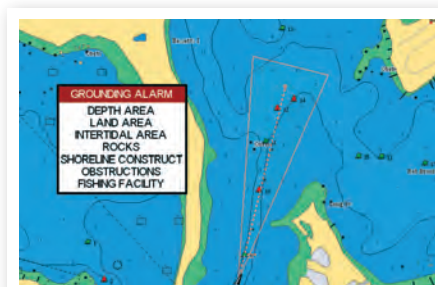 GROUNDING ALARM
DEPTH AREA
LAND AREA
INTERTIDAL AREA
ROCKS
SHORELINE CONSTRUCT
OBSTRUCTIONS
FISHING FACILITY